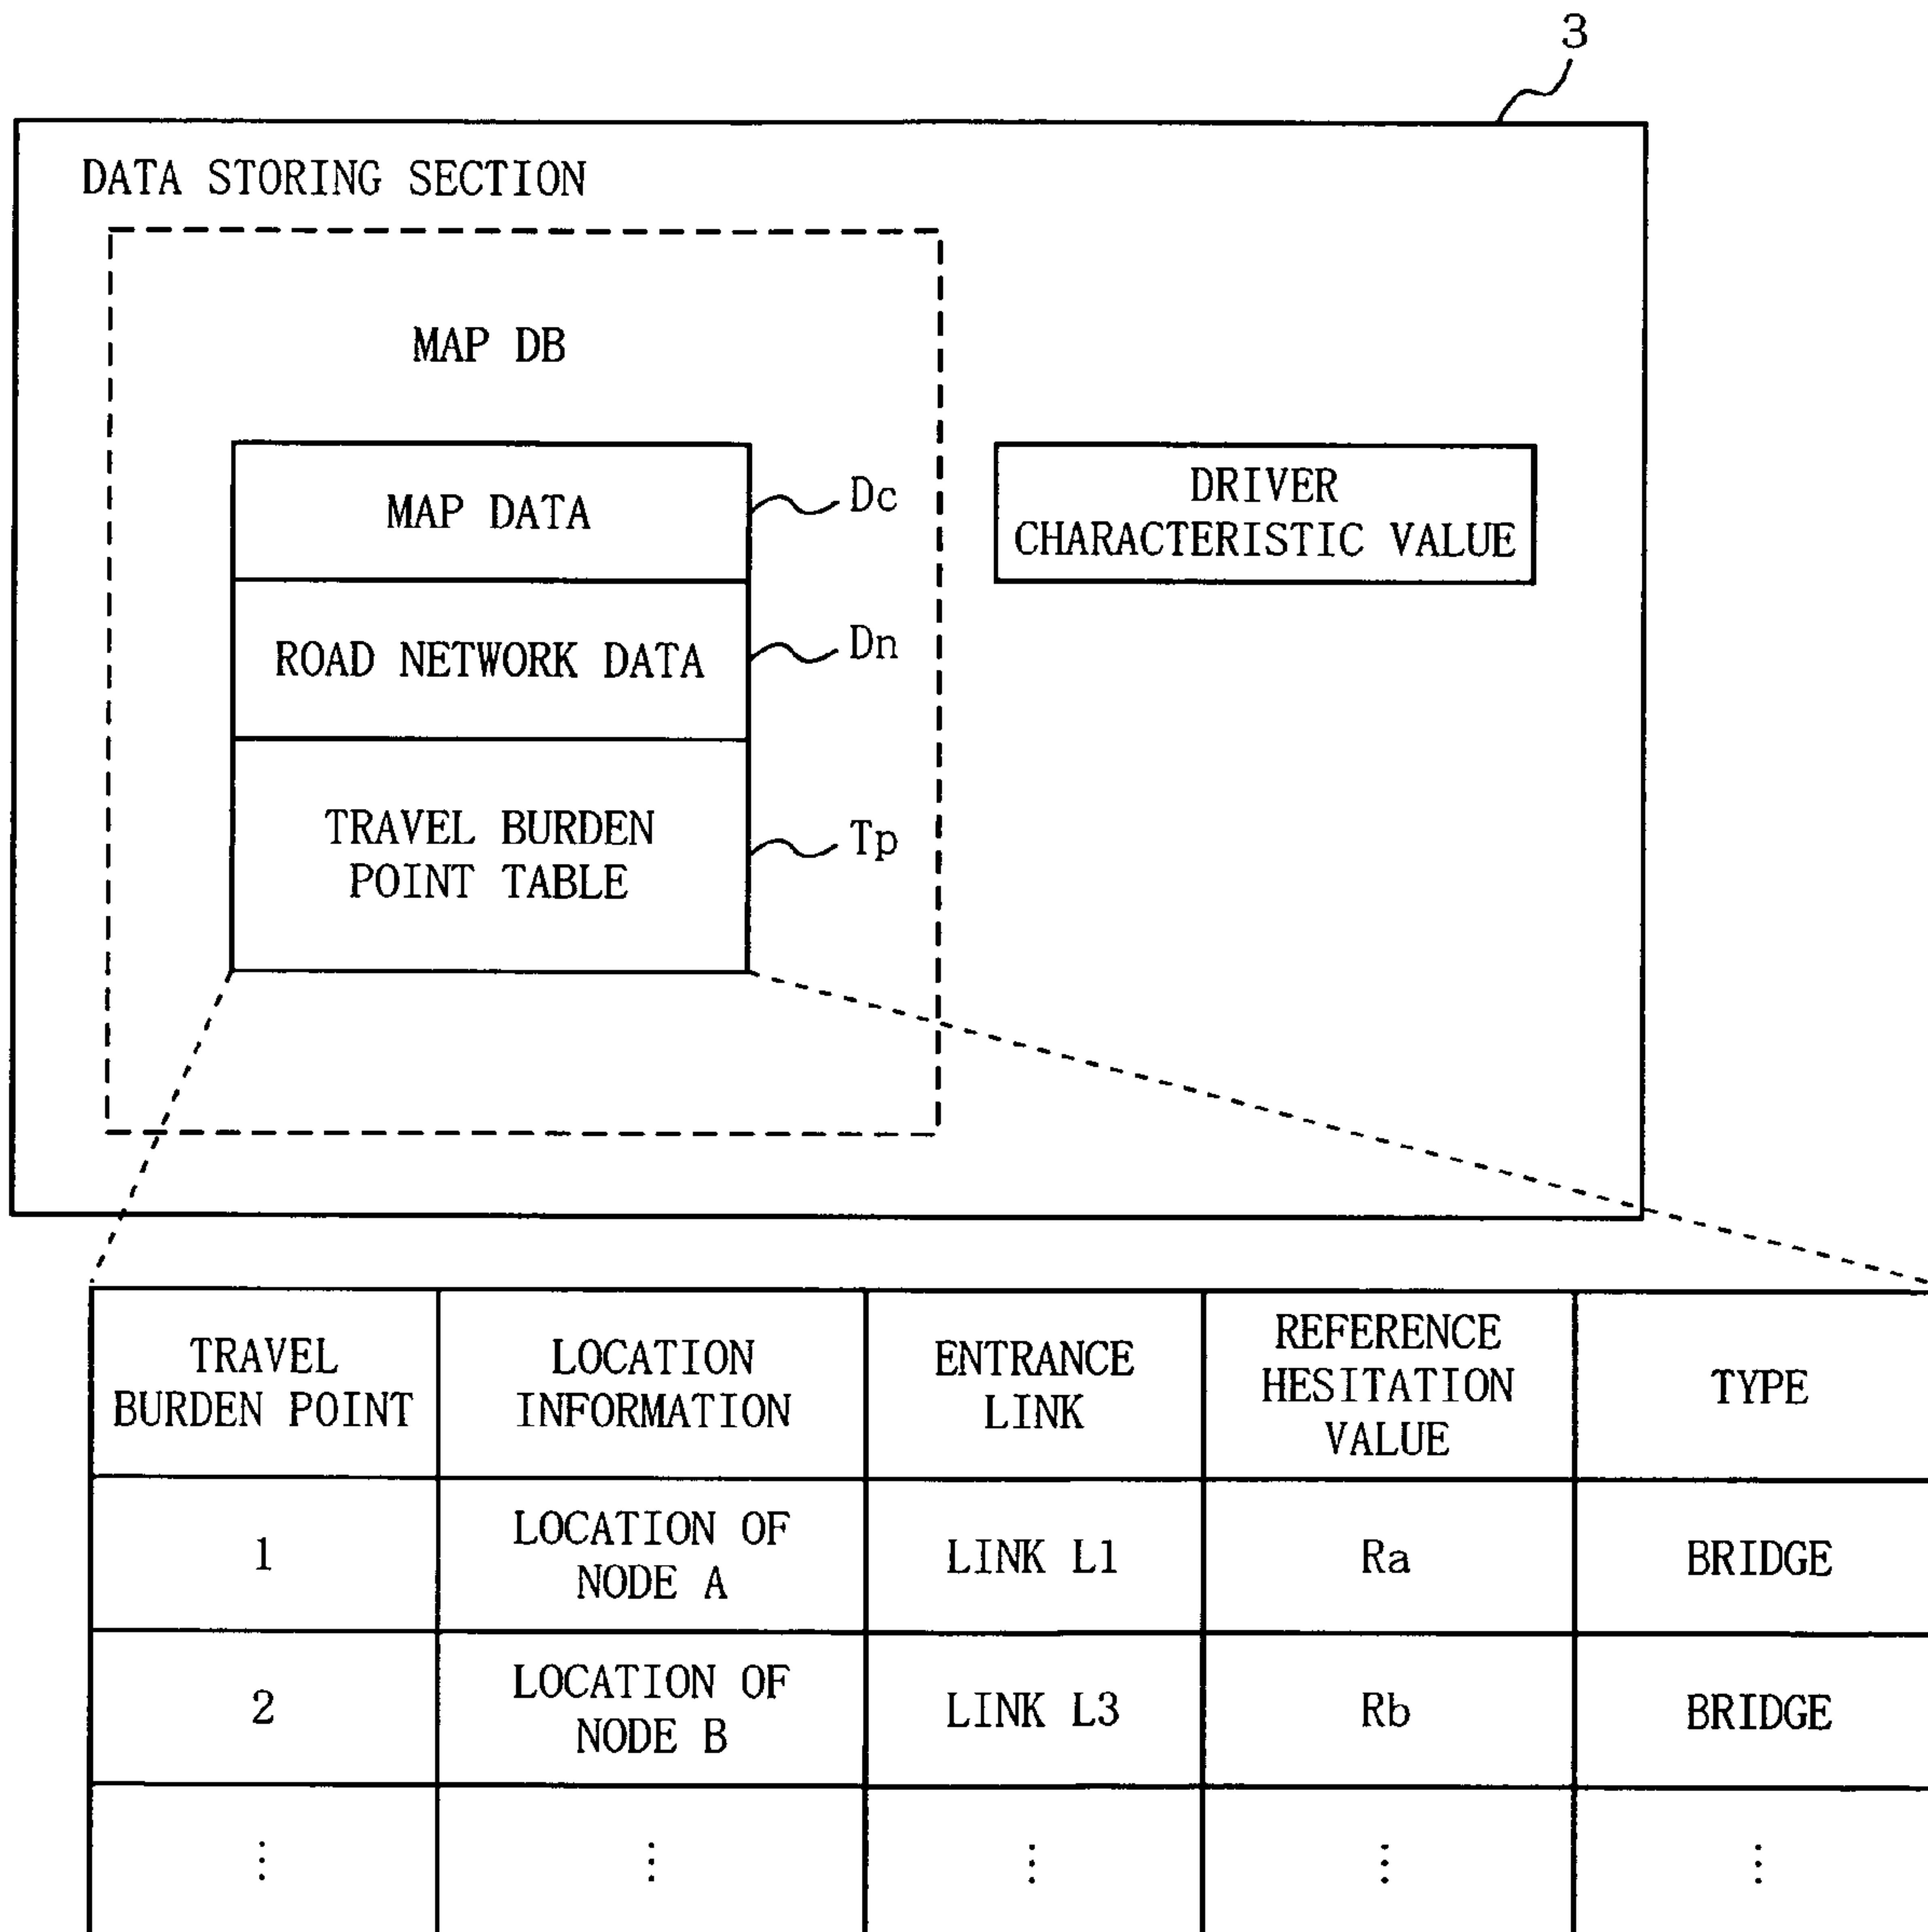 3
DATA STORING SECTION
MAP DB
MAP DATA
Dc
DRIVER
CHARACTERISTIC VALUE
ROAD NETWORK DATA
Dn
TRAVEL BURDEN
POINT TABLE
Tp
TRAVEL
BURDEN POINT
LOCATION
INFORMATION
ENTRANCE
LINK
REFERENCE
HESITATION
VALUE
TYPE
1
LOCATION OF
NODE A
LINK L1
Ra
BRIDGE
2
LOCATION OF
NODE B
LINK L3
Rb
BRIDGE
⋮ ⋮ ⋮ ⋮ ⋮